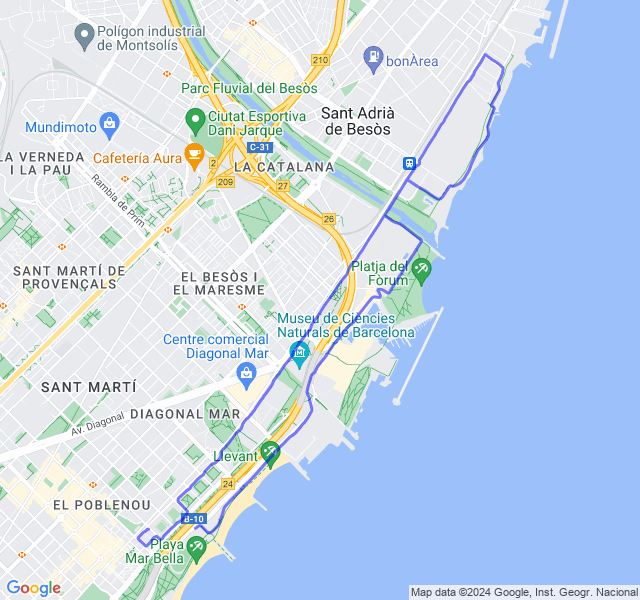 Polígon industrial
de Montsolís
210
bonÀrea
Parc Fluvial del Besòs
Sant Adrià
de Besòs
Mundimoto
Ciutat Esportiva
Dani Jarque
C-31
LA VERNEDA
I LA PAU
Cafetería Aura
2
LA CATALANA
209
27
Rambla de Prim
26
SANT MARTÍ DE
PROVENÇALS
EL BESÒS I
EL MARESME
Platja del
Fòrum
Museu de Ciències
Naturals de Barcelona
Centre comercial
Diagonal Mar
SANT MARTÍ
Av. Diagonal
DIAGONAL MAR
Llevant
24
EL POBLENOU
B-10
Playa
Mar Bella
Google
Map data ©2024 Google, Inst. Geogr. Nacional